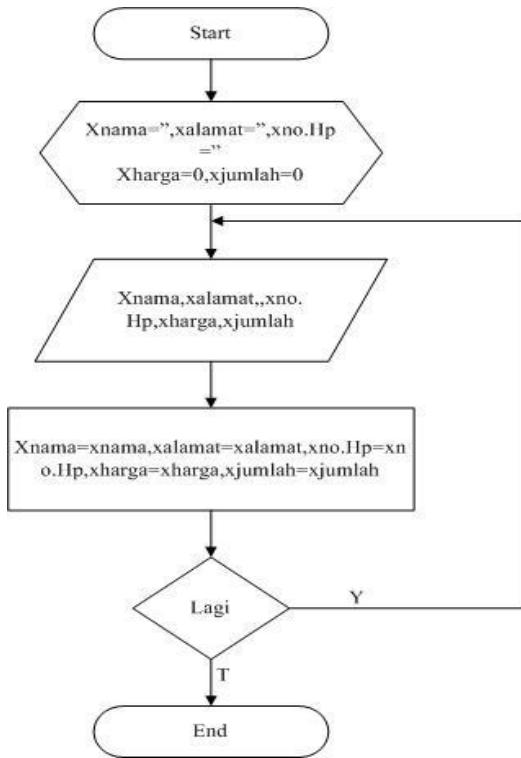 Start
Xnama=”,xalamat=”,xno.Hp
=”
Xharga=0,xjumlah=0
Xnama,xalamat,,xno.
Hp,xharga,xjumlah
Xnama=xnama,xalamat=xalamat,xno.Hp=xn
o.Hp,xharga=xharga,xjumlah=xjumlah
Lagi
Y
T
End